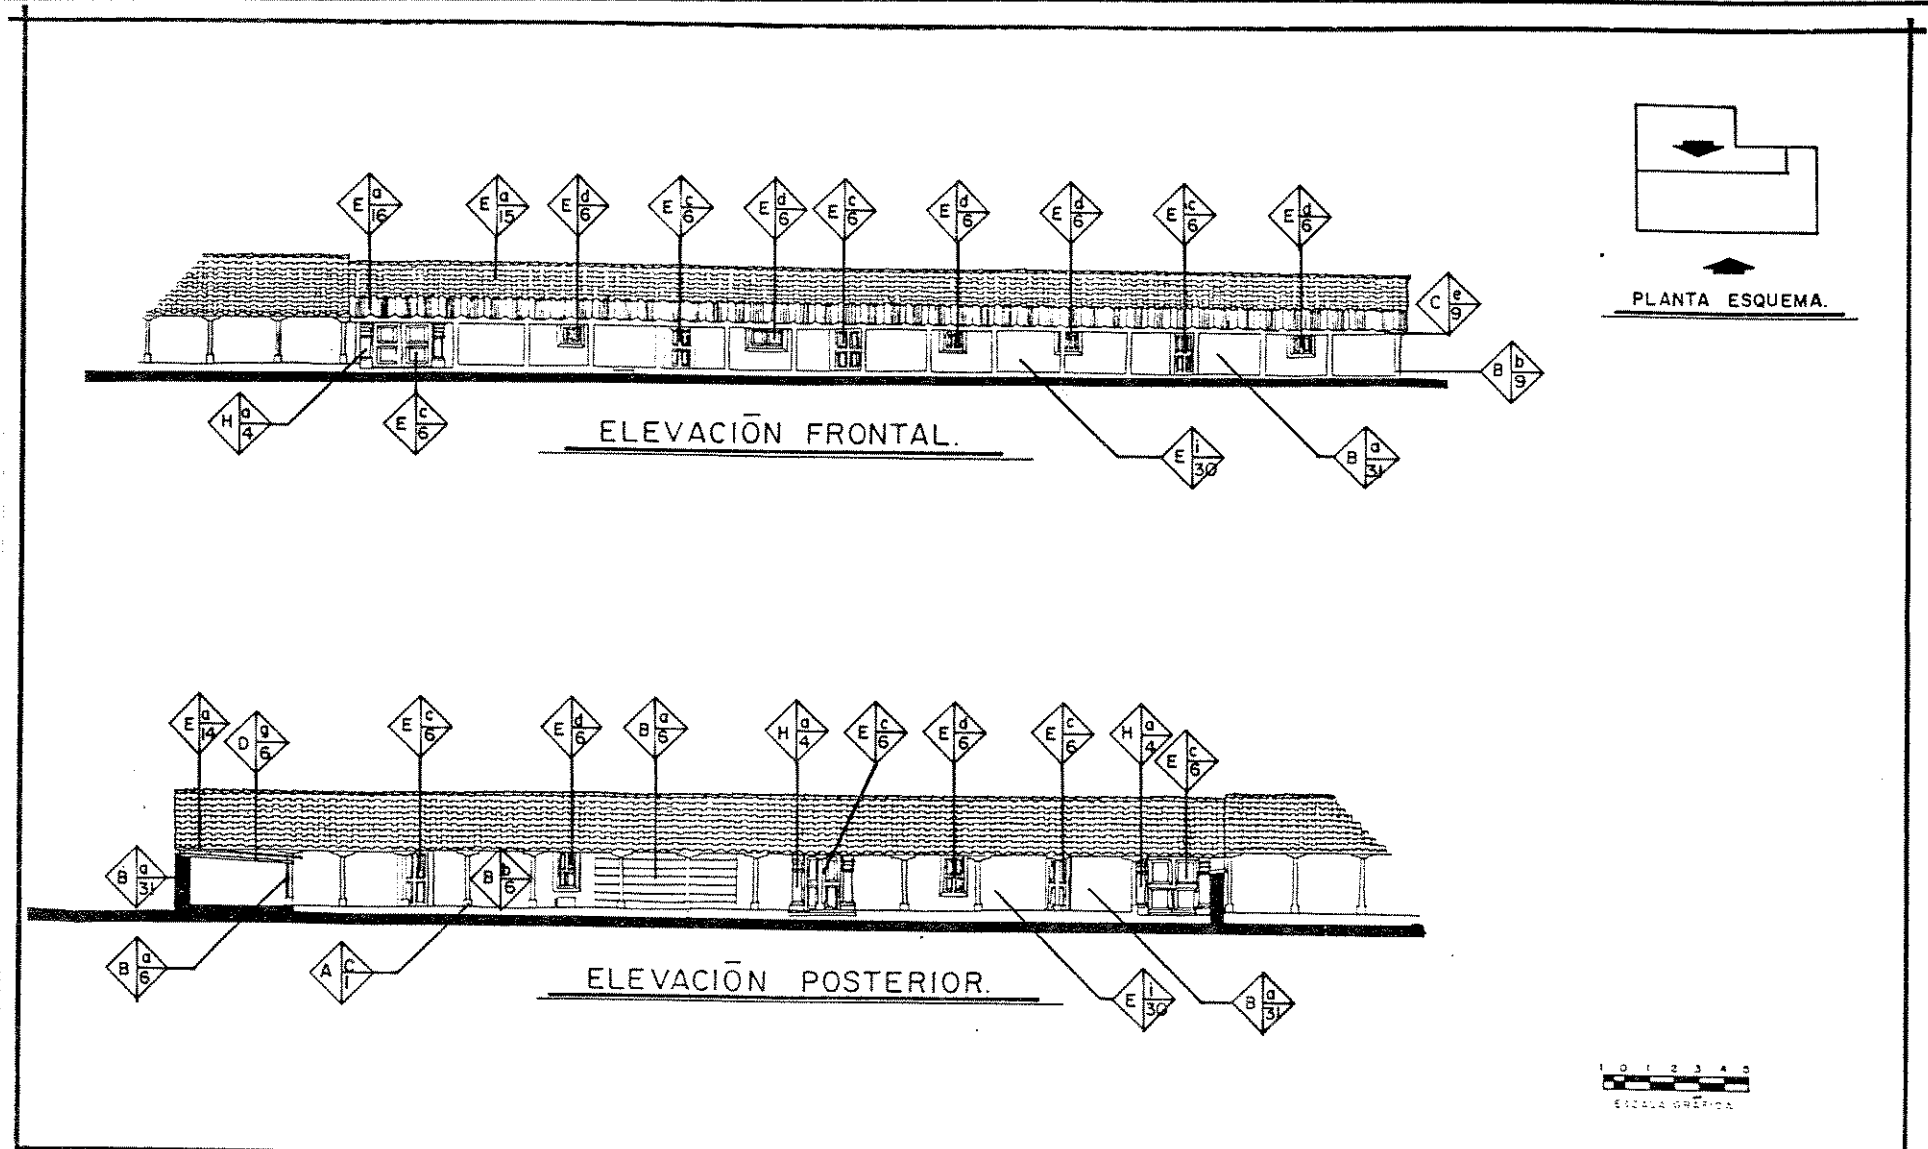 E a 16
E a 15
E d 6
E c 6
E d 6
E c 6
E d 6
E d 6
E c 6
E d 6
C e 9
B b 9
PLANTA ESQUEMA.
H a 4
E c 6
ELEVACIÓN FRONTAL.
E i 30
B a 31
E a 14
D g 6
E c 6
E d 6
B a 6
H a 4
E c 6
E d 6
E c 6
H a 4
E c 6
B a 31
B b 6
B a 6
A c 1
ELEVACIÓN POSTERIOR.
E i 30
B a 31
1 0 1 2 3 4 5
ESCALA GRÁFICA